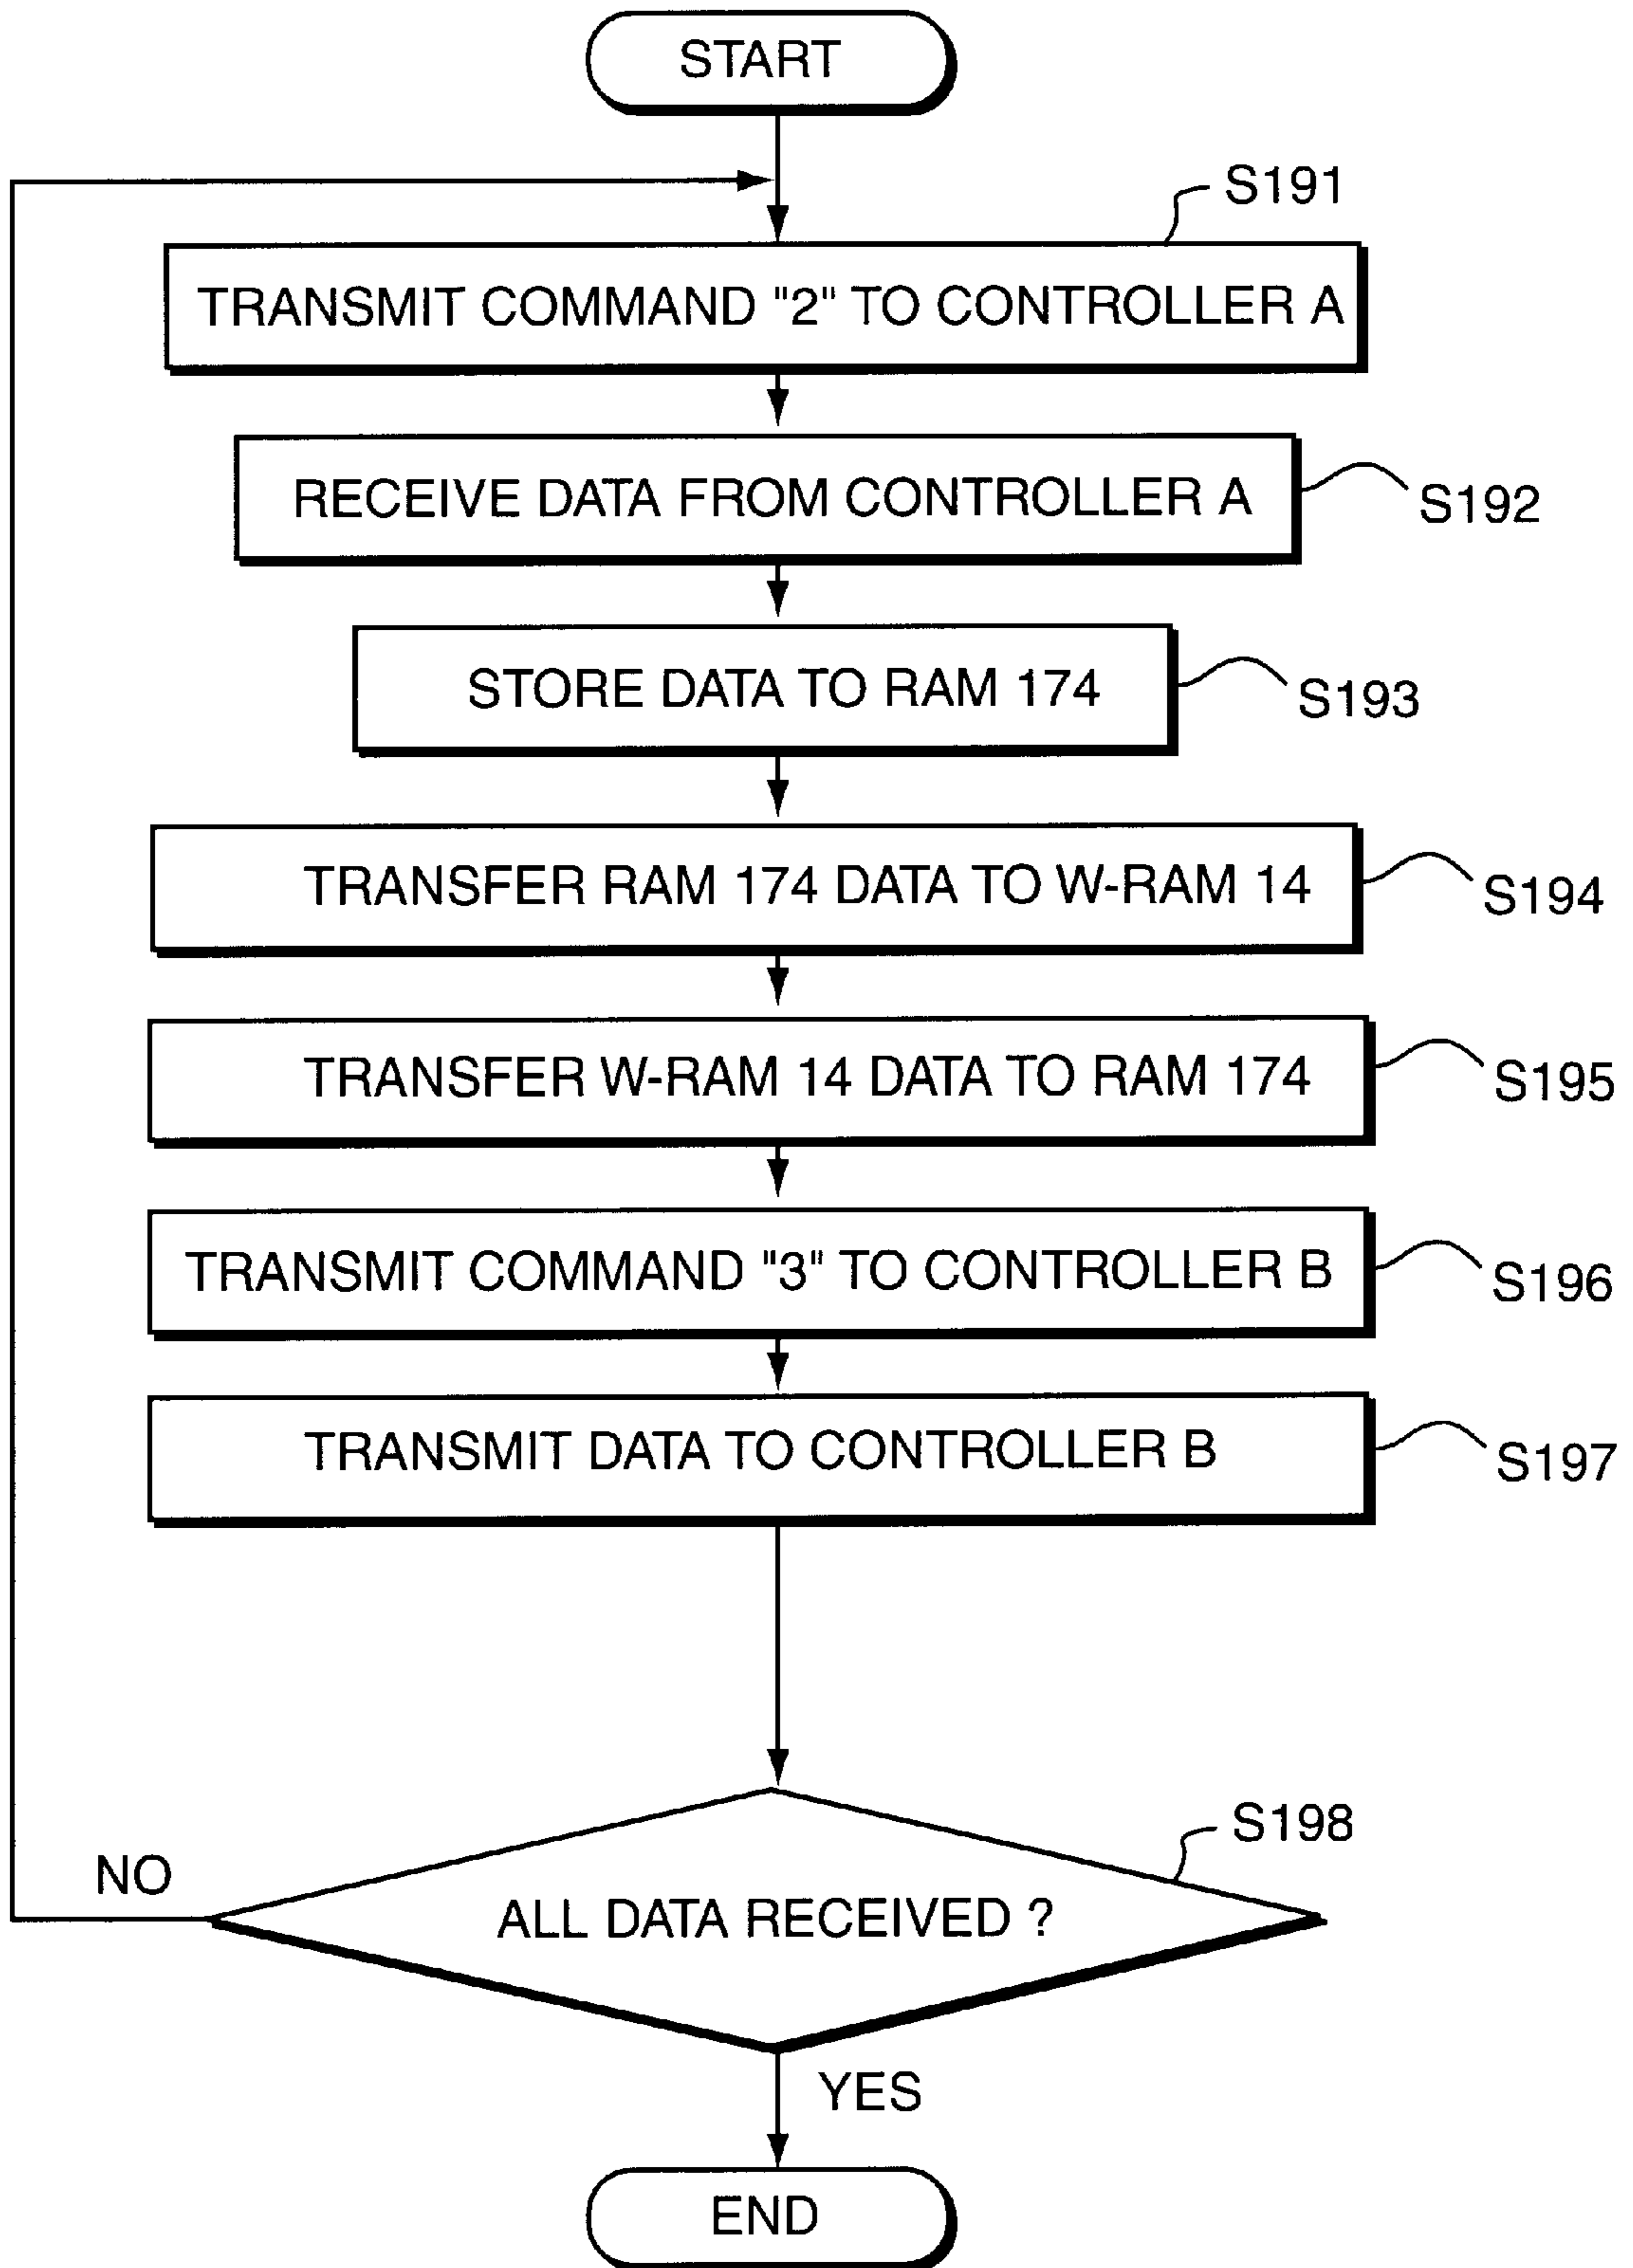 START
S191
TRANSMIT COMMAND "2" TO CONTROLLER A
RECEIVE DATA FROM CONTROLLER A
S192
STORE DATA TO RAM 174
S193
TRANSFER RAM 174 DATA TO W-RAM 14
S194
TRANSFER W-RAM 14 DATA TO RAM 174
S195
TRANSMIT COMMAND "3" TO CONTROLLER B
S196
TRANSMIT DATA TO CONTROLLER B
S197
S198
NO
ALL DATA RECEIVED ?
YES
END